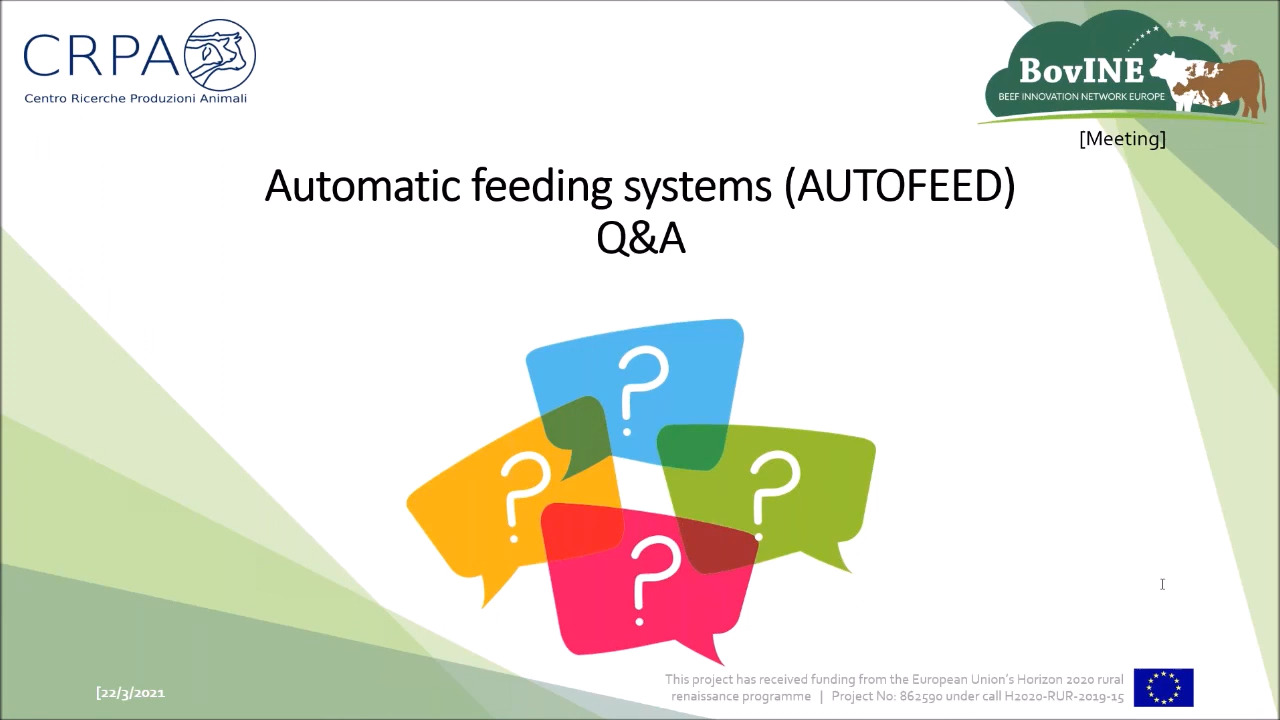 CRPA
Centro Ricerche Produzioni Animali
BovINE
BEEF INNOVATION NETWORK EUROPE
[Meeting]
Automatic feeding systems (AUTOFEED)
Q&A
?
?
?
?
This project has received funding from the European Union's Horizon 2020 rural
renaissance programme | Project No: 862590 under call H2020-RUR-2019-15
[22/3/2021